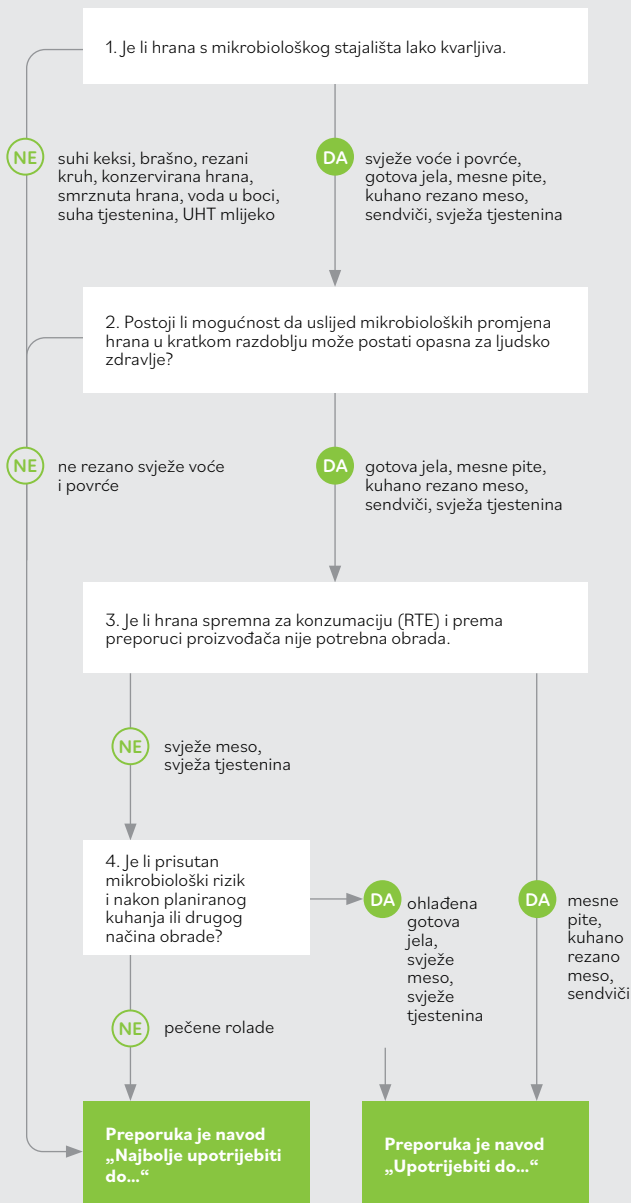 1. Je li hrana s mikrobiološkog stajališta lako kvarljiva.
NE
suhi keksi, brašno, rezani
kruh, konzervirana hrana,
smrznuta hrana, voda u boci,
suha tjestenina, UHT mlijeko
DA
svježe voće i povrće,
gotova jela, mesne pite,
kuhano rezano meso,
sendviči, svježa tjestenina
2. Postoji li mogućnost da uslijed mikrobioloških promjena
hrana u kratkom razdoblju može postati opasna za ljudsko
zdravlje?
NE
ne rezano svježe voće
i povrće
DA
gotova jela, mesne pite,
kuhano rezano meso,
sendviči, svježa tjestenina
3. Je li hrana spremna za konzumaciju (RTE) i prema
preporuci proizvođača nije potrebna obrada.
NE
svježe meso,
svježa tjestenina
4. Je li prisutan
mikrobiološki rizik
i nakon planiranog
kuhanja ili drugog
načina obrade?
DA
ohlađena
gotova
jela,
svježe
meso,
svježe
tjestenina
DA
mesne
pite,
kuhano
rezano
meso,
sendviči
NE
pečene rolade
Preporuka je navod
„Najbolje upotrijebiti
do...“
Preporuka je navod
„Upotrijebiti do...“